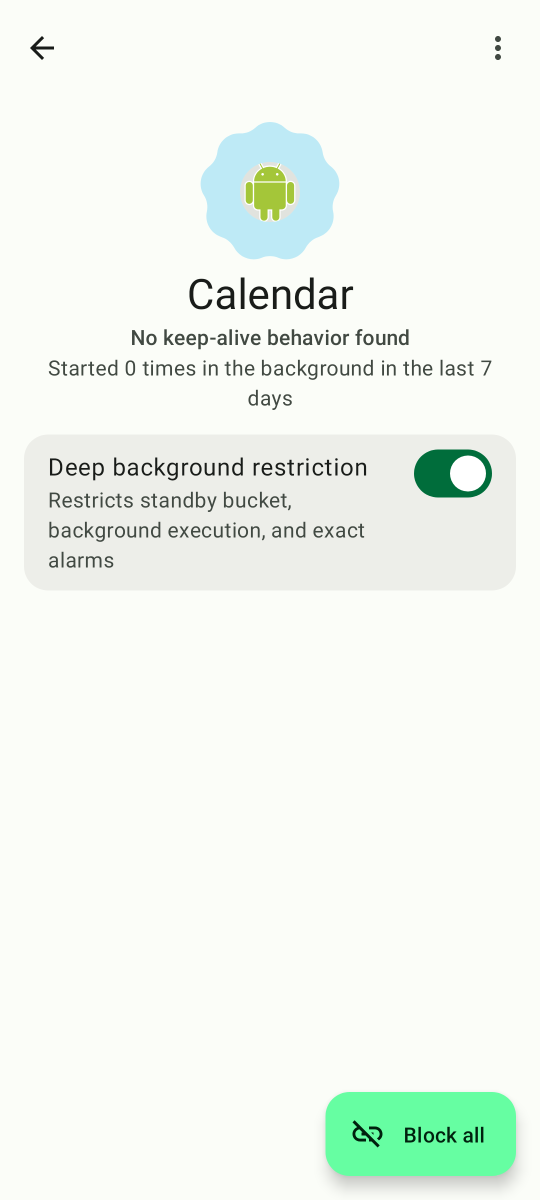 Calendar
No keep-alive behavior found
Started 0 times in the background in the last 7
days
Deep background restriction
Restricts standby bucket,
background execution, and exact
alarms
Block all